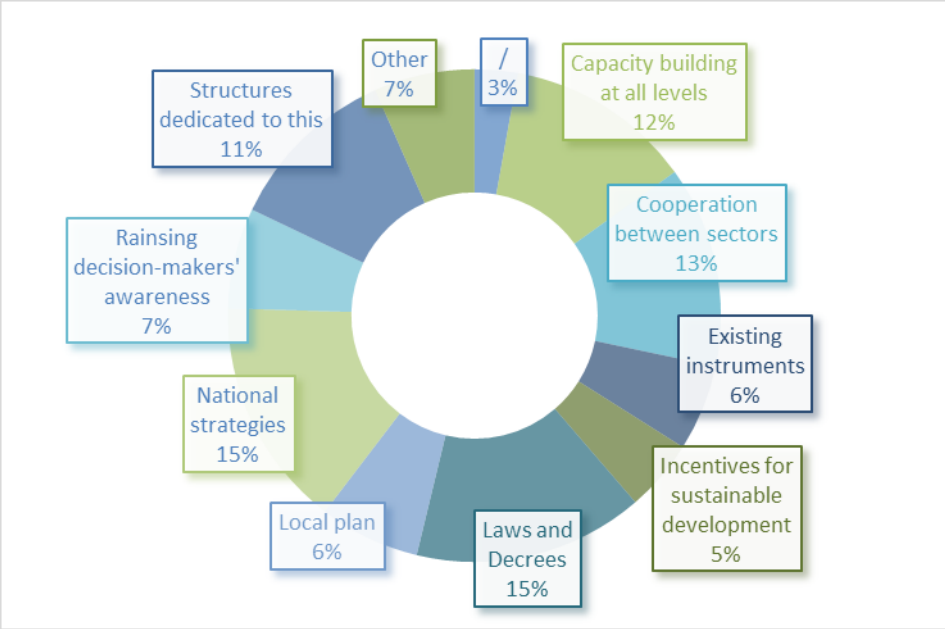 /
3%
Capacity building
at all levels
12%
Cooperation
between sectors
13%
Existing
instruments
6%
Incentives for
sustainable
development
5%
Laws and
Decrees
15%
Local plan
6%
National
strategies
15%
Rainsing
decision-makers'
awareness
7%
Structures
dedicated to this
11%
Other
7%